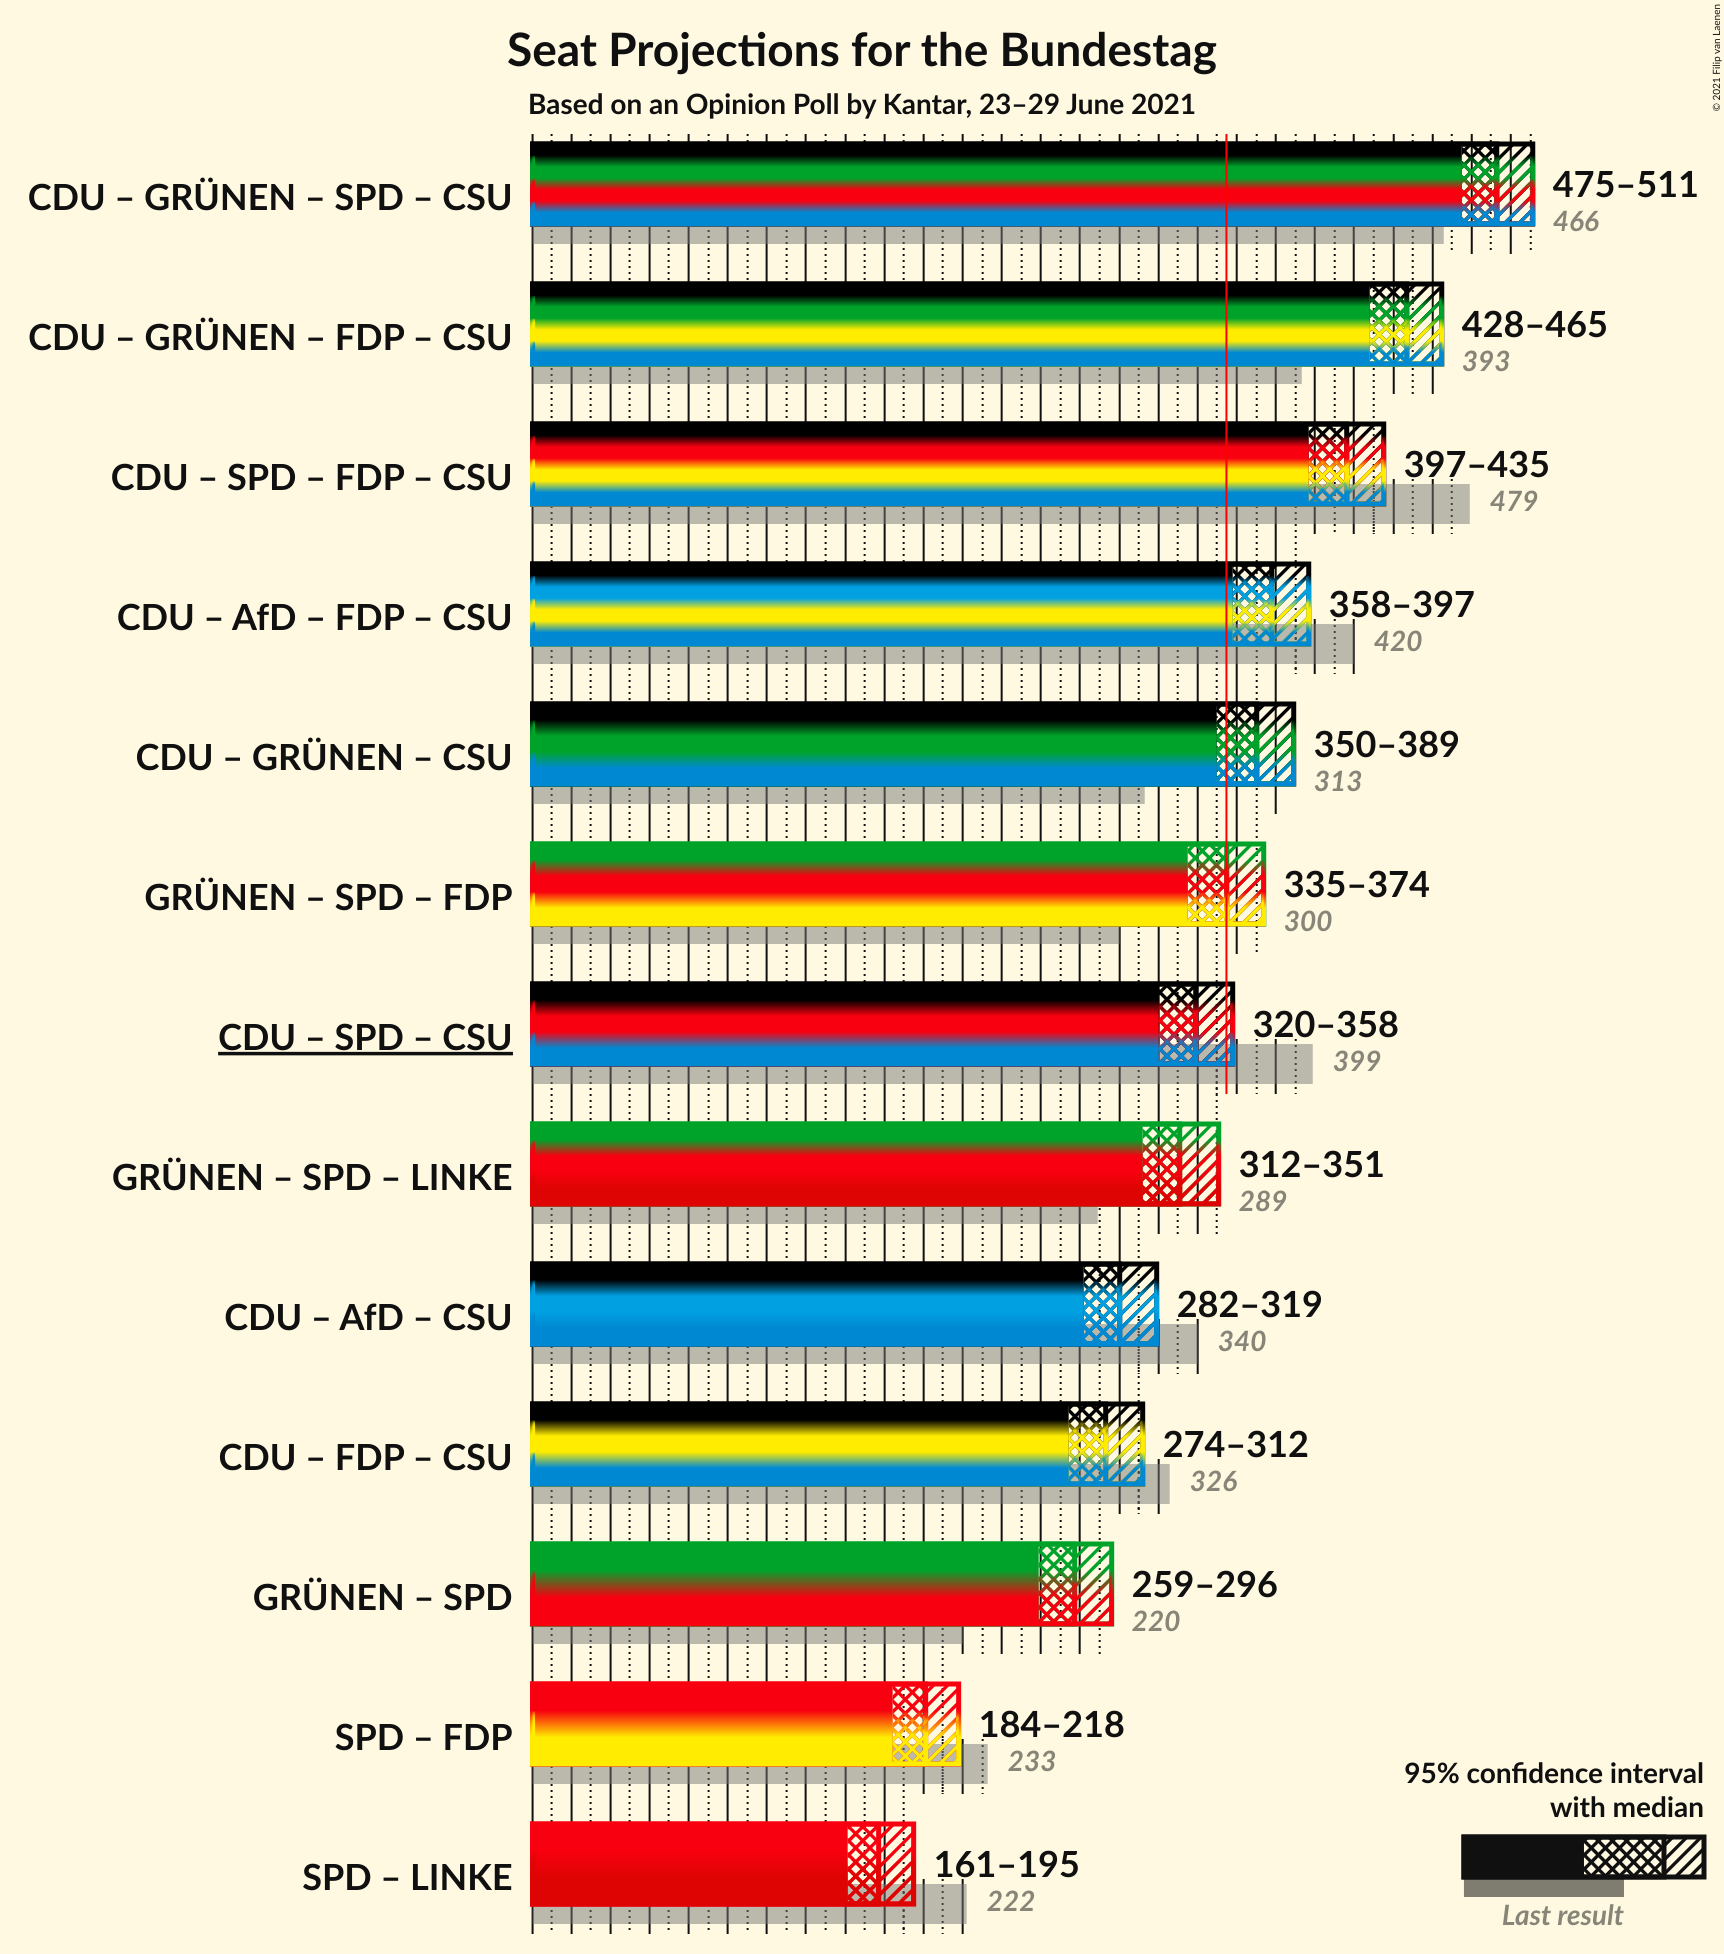 Seat Projections for the Bundestag
Based on an Opinion Poll by Kantar, 23–29 June 2021
© 2021 Filip van Laenen
CDU – GRÜNEN – SPD – CSU
475–511
466
CDU – GRÜNEN – FDP – CSU
428–465
393
CDU – SPD – FDP – CSU
397–435
479
CDU – AfD – FDP – CSU
358–397
420
CDU – GRÜNEN – CSU
350–389
313
GRÜNEN – SPD – FDP
335–374
300
CDU – SPD – CSU
320–358
399
GRÜNEN – SPD – LINKE
312–351
289
CDU – AfD – CSU
282–319
340
CDU – FDP – CSU
274–312
326
GRÜNEN – SPD
259–296
220
SPD – FDP
184–218
233
SPD – LINKE
161–195
222
95% confidence interval
with median
Last result